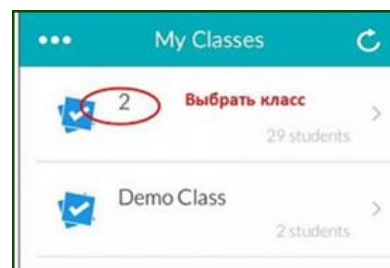 ••• My Classes
2 Выбрать класс
29 students
Demo Class
2 students